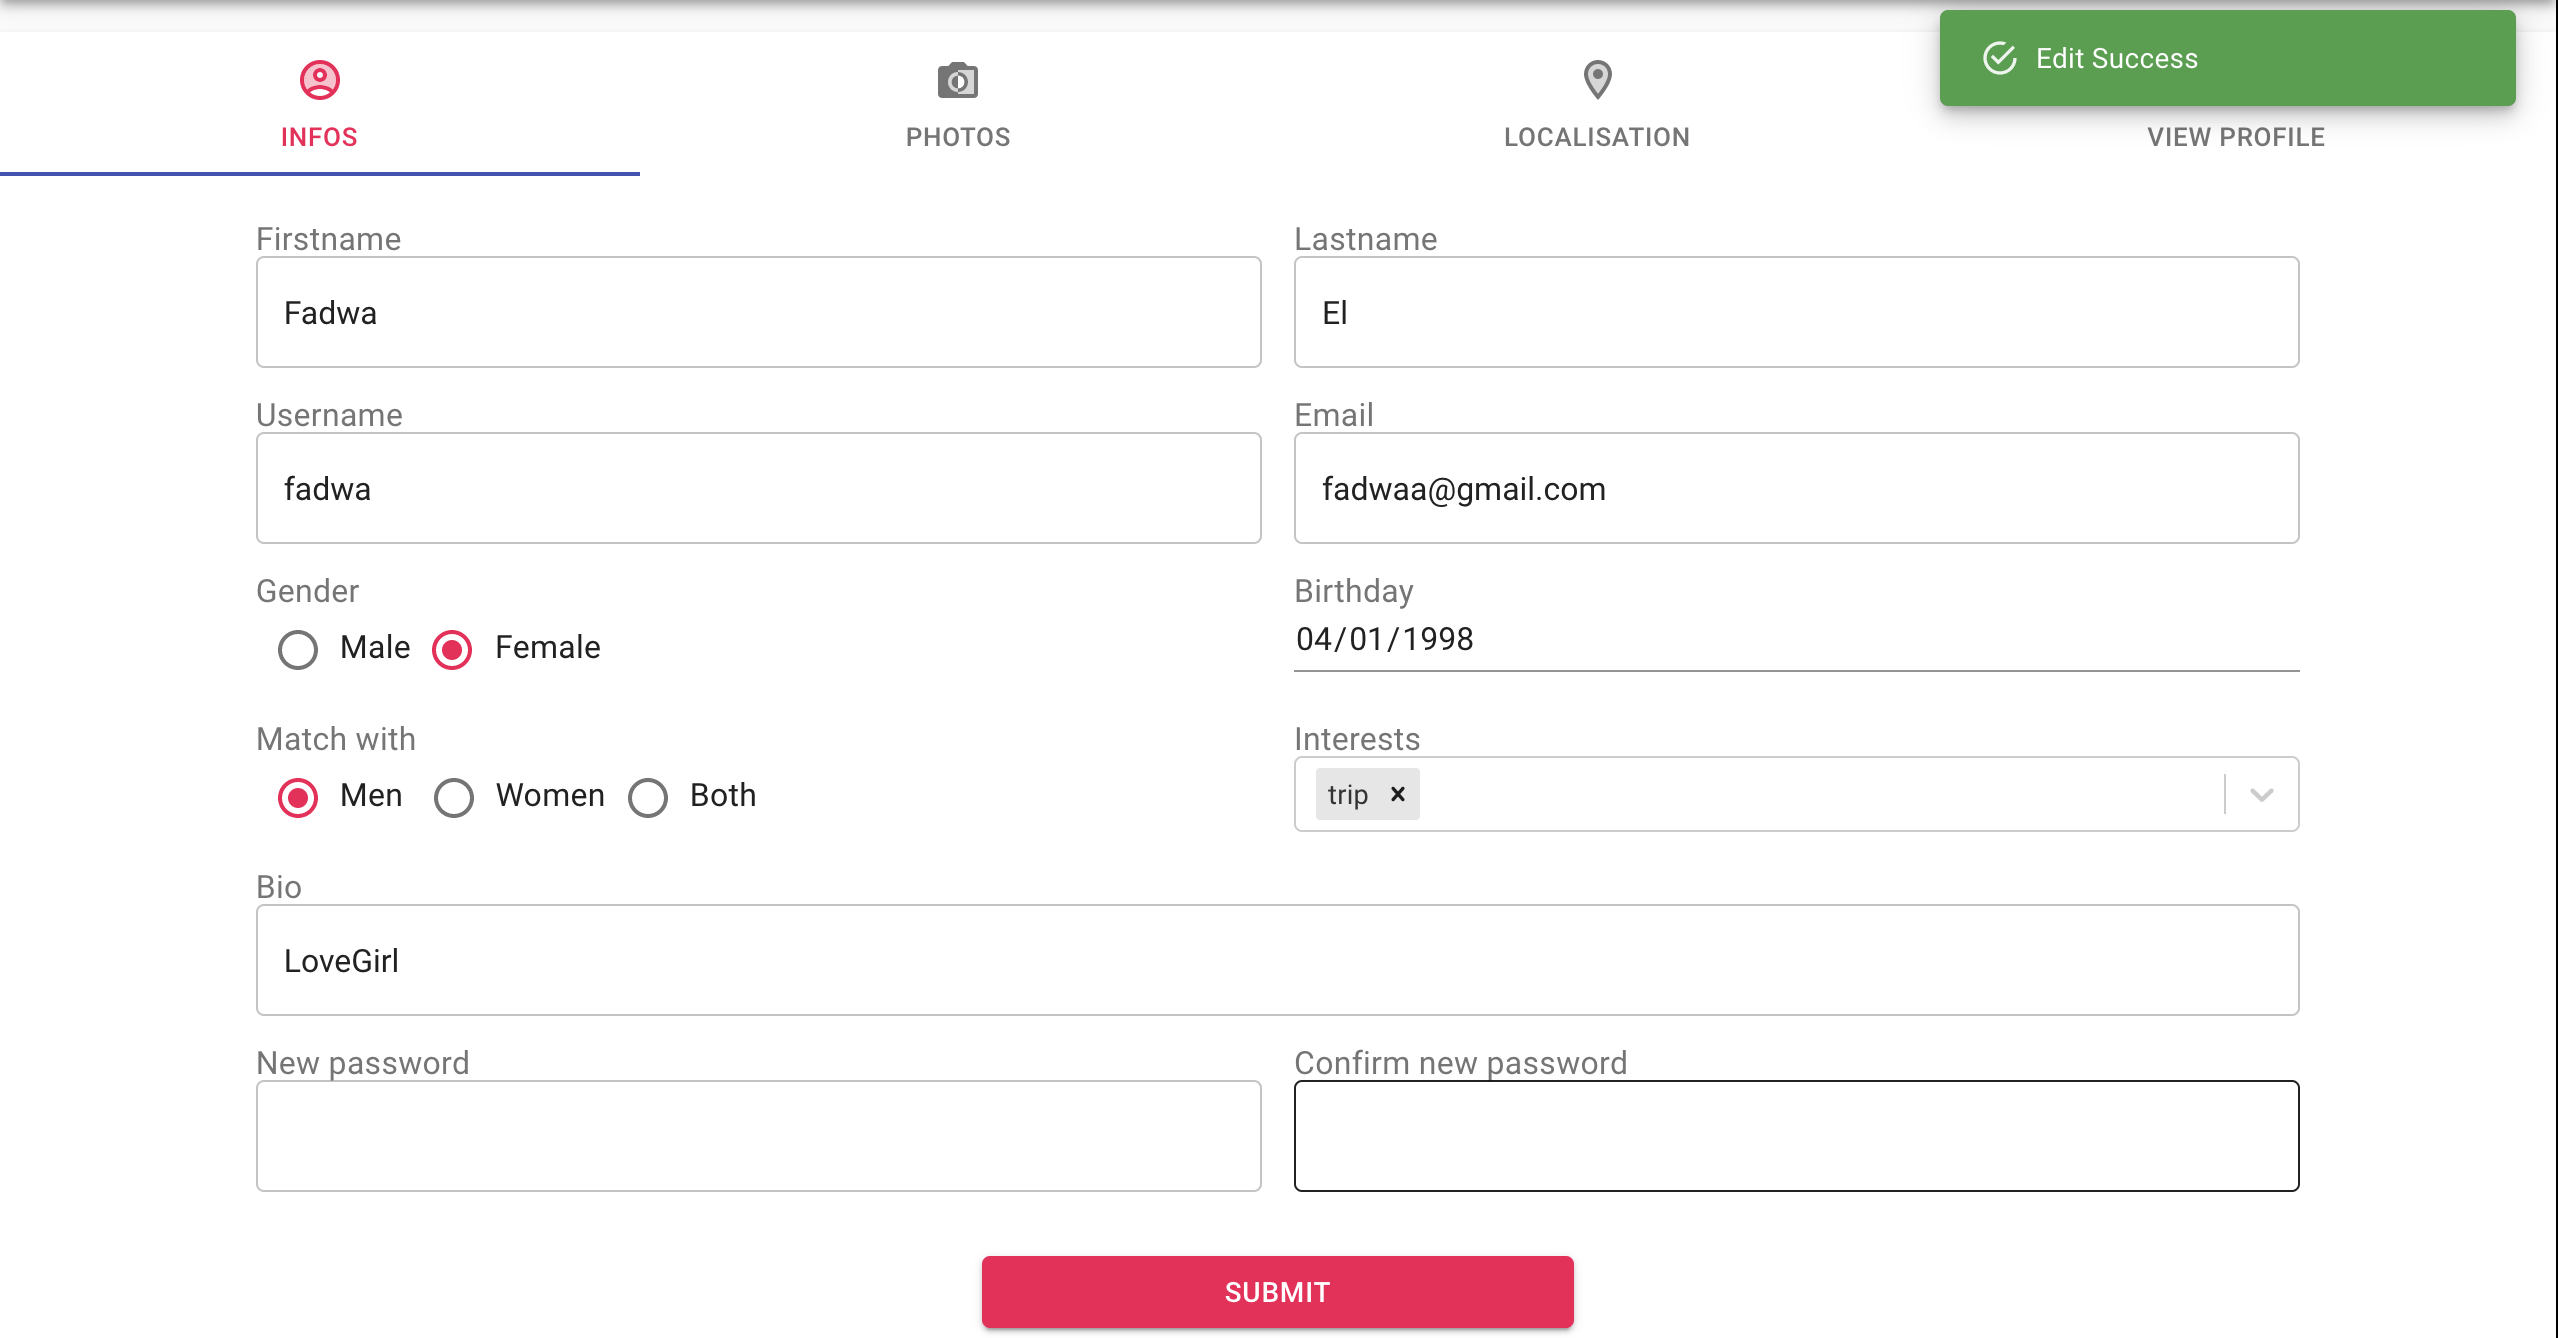 Edit Success
INFOS PHOTOS LOCALISATION VIEW PROFILE
Firstname Lastname
Fadwa El
Username Email
fadwa fadwaa@gmail.com
Gender Birthday
Male Female 04/01/1998
Match with Interests
Men Women Both trip
Bio
LoveGirl
New password Confirm new password
SUBMIT